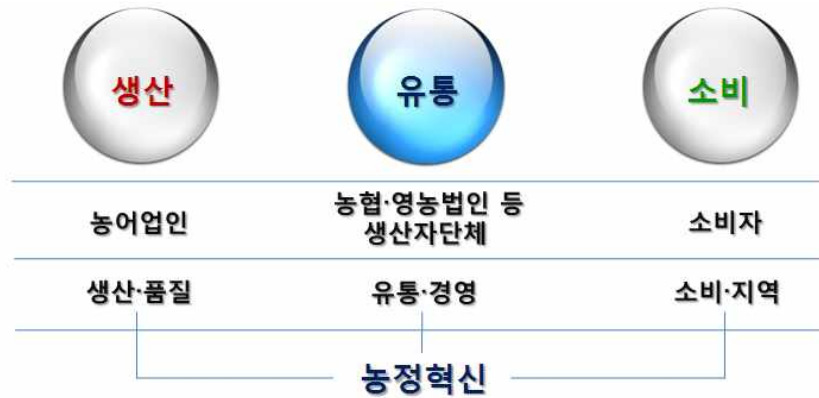 생산 유통 소비
농어업인 농협·영농법인 등 생산자단체 소비자
생산·품질 유통·경영 소비·지역
농정혁신